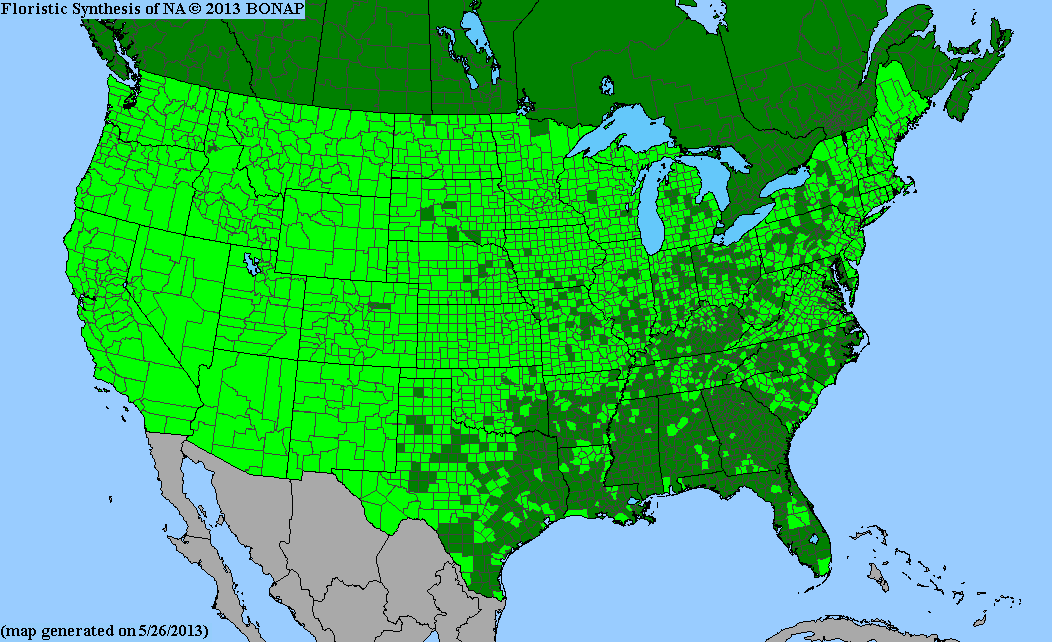 Floristic Synthesis of NA © 2013 BONAP
(map generated on 5/26/2013)